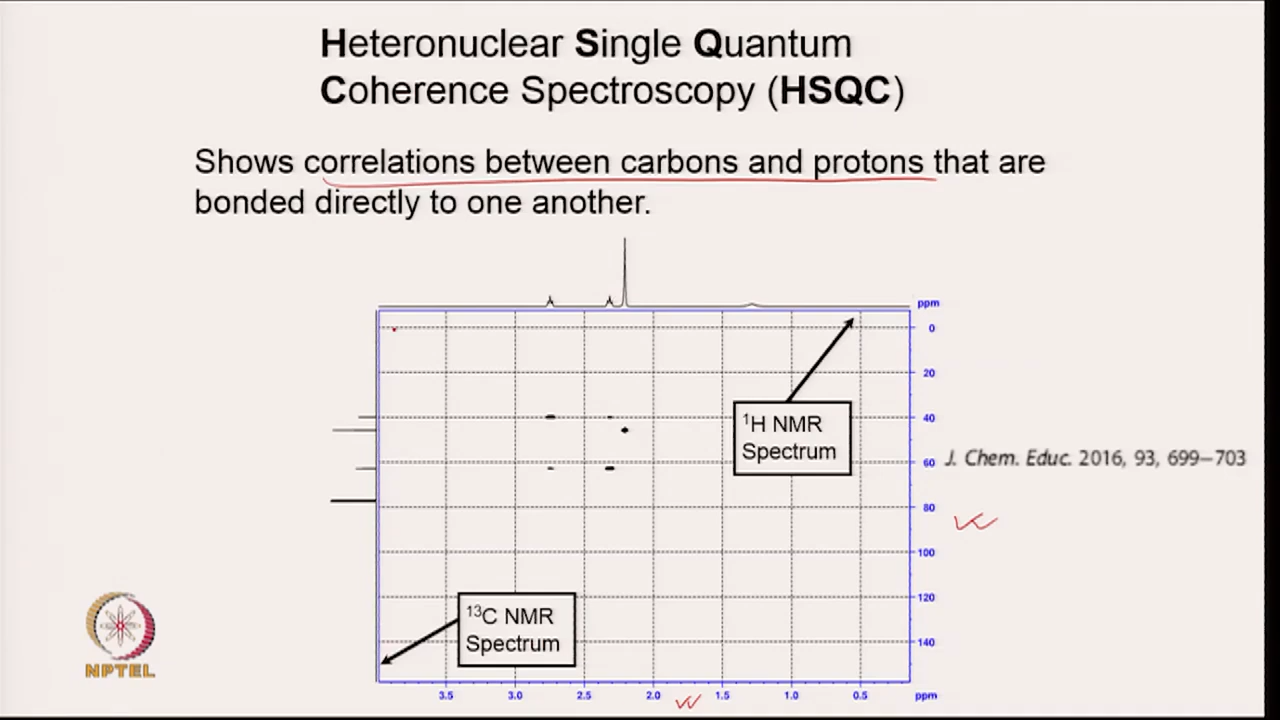 Heteronuclear Single Quantum
Coherence Spectroscopy (HSQC)
Shows correlations between carbons and protons that are
bonded directly to one another.
ppm
0
20
40
60
80
100
120
140
¹H NMR
Spectrum
J. Chem. Educ. 2016, 93, 699–703
¹³C NMR
Spectrum
3.5 3.0 2.5 2.0 1.5 1.0 0.5 ppm
NPTEL